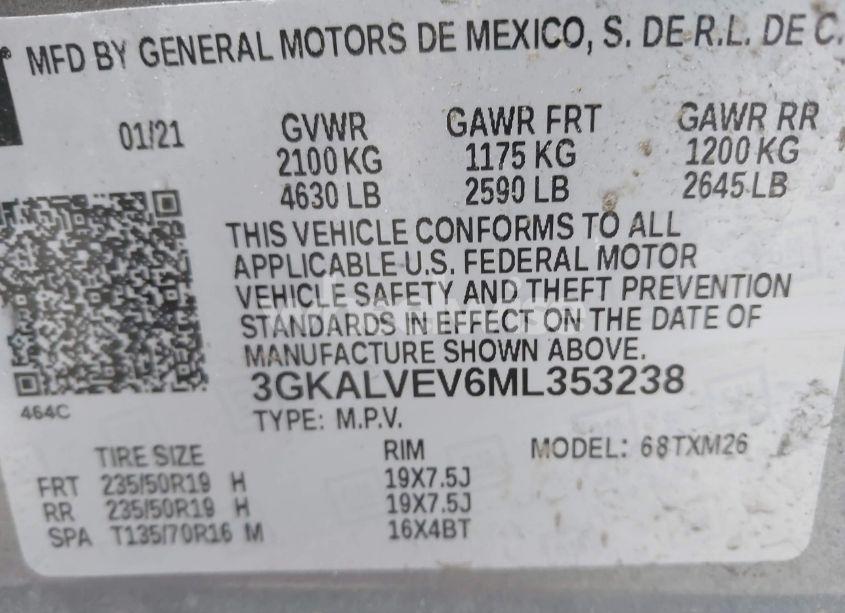 MFD BY GENERAL MOTORS DE MEXICO, S. DE R.L. DE C.
01/21 GVWR GAWR FRT GAWR RR
2100 KG 1175 KG 1200 KG
4630 LB 2590 LB 2645 LB
THIS VEHICLE CONFORMS TO ALL
APPLICABLE U.S. FEDERAL MOTOR
VEHICLE SAFETY AND THEFT PREVENTION
STANDARDS IN EFFECT ON THE DATE OF
MANUFACTURE SHOWN ABOVE.
3GKALVEV6ML353238
464C
TYPE: M.P.V.
TIRE SIZE RIM MODEL: 68TXM26
FRT 235/50R19 H 19X7.5J
RR 235/50R19 H 19X7.5J
SPA T135/70R16 M 16X4BT